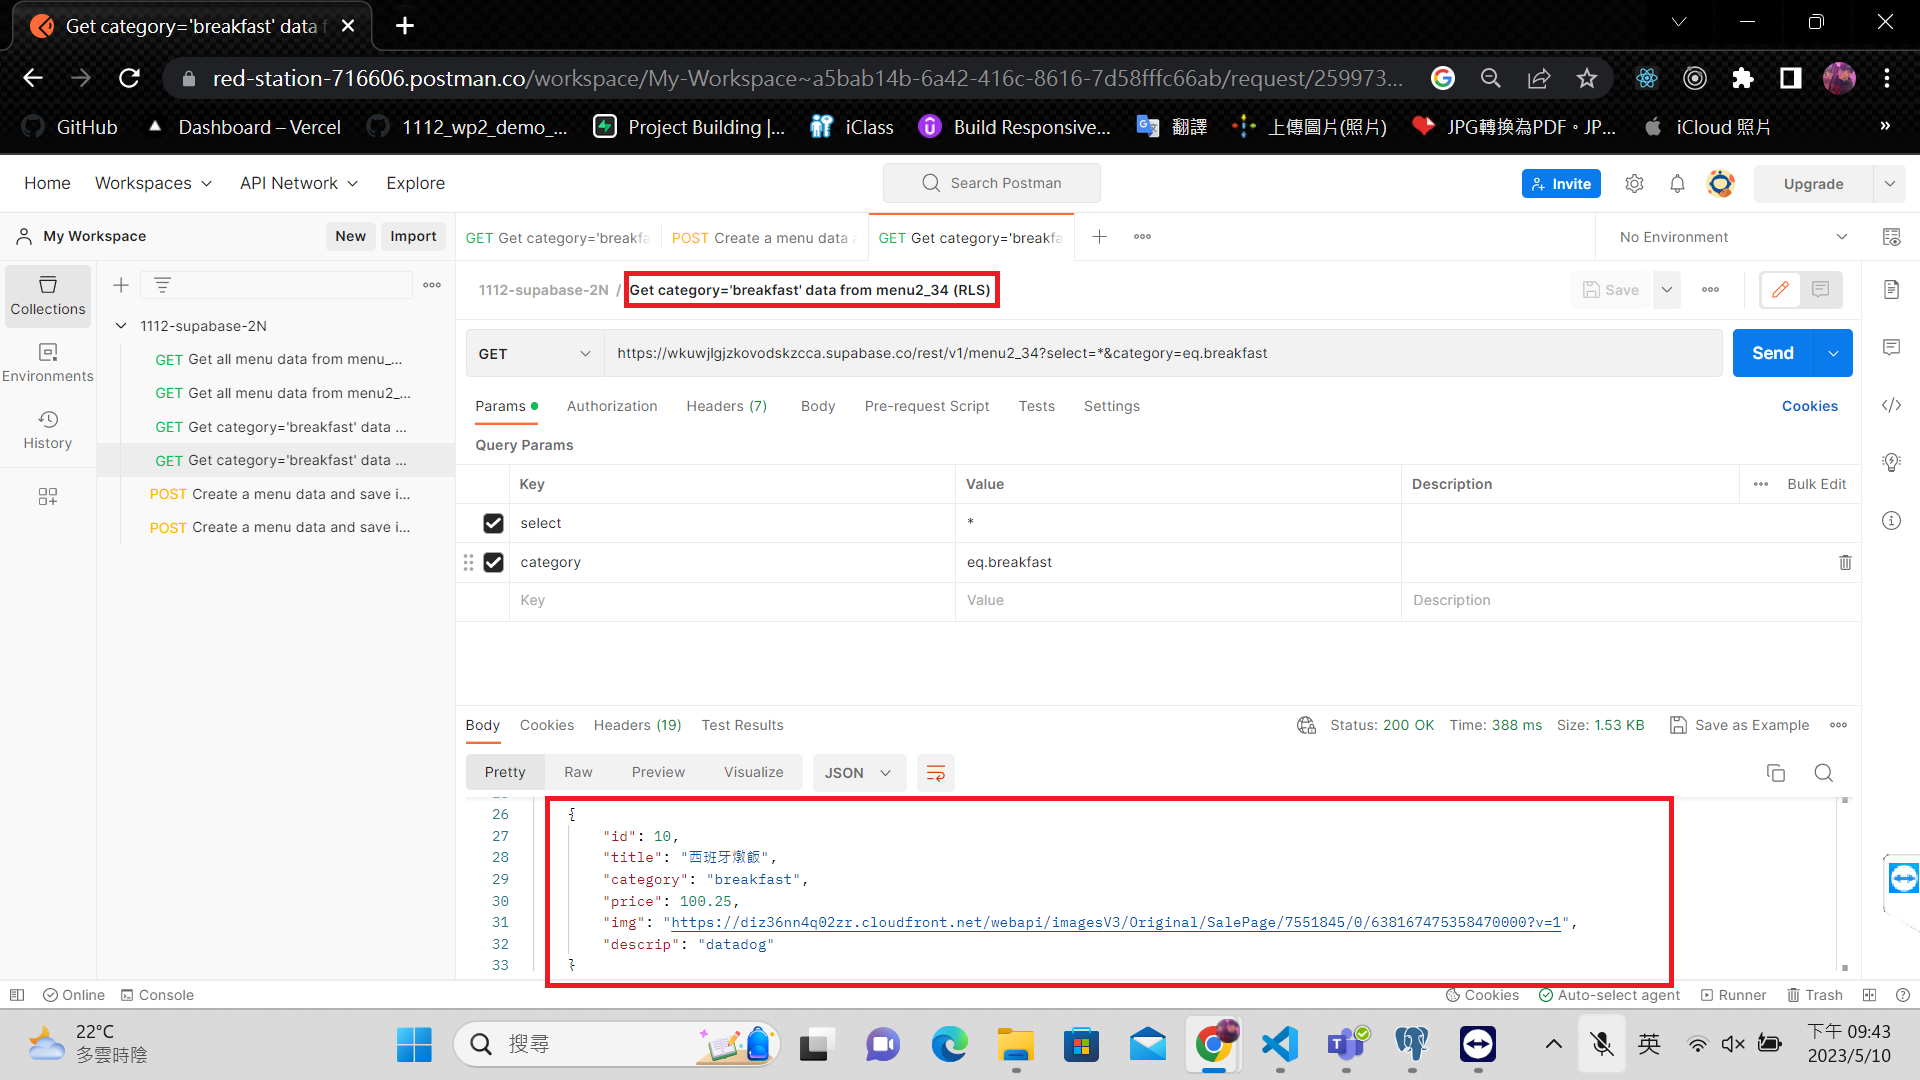 Get category='breakfast' data f
red-station-716606.postman.co/workspace/My-Workspace~a5bab14b-6a42-416c-8616-7d58fffc66ab/request/259973...
GitHub
Dashboard – Vercel
1112_wp2_demo_...
Project Building |...
iClass
Build Responsive...
翻譯
上傳圖片(照片)
JPG轉換為PDF。JP...
iCloud 照片
»
Home
Workspaces
API Network
Explore
Search Postman
Invite
Upgrade
My Workspace
New
Import
GET Get category='breakfa
POST Create a menu data a
GET Get category='breakfa
No Environment
Collections
Environments
History
1112-supabase-2N
GET Get all menu data from menu_...
GET Get all menu data from menu2_...
GET Get category='breakfast' data ...
GET Get category='breakfast' data ...
POST Create a menu data and save i...
POST Create a menu data and save i...
1112-supabase-2N / Get category='breakfast' data from menu2_34 (RLS)
Save
GET
https://wkuwjlgjzkovodskzcca.supabase.co/rest/v1/menu2_34?select=*&category=eq.breakfast
Send
Params
Authorization
Headers (7)
Body
Pre-request Script
Tests
Settings
Cookies
Query Params
Key
Value
Description
Bulk Edit
select
*
category
eq.breakfast
Key
Value
Description
Body
Cookies
Headers (19)
Test Results
Status: 200 OK
Time: 388 ms
Size: 1.53 KB
Save as Example
Pretty
Raw
Preview
Visualize
JSON
26 {
27 "id": 10,
28 "title": "西班牙燉飯",
29 "category": "breakfast",
30 "price": 100.25,
31 "img": "https://diz36nn4q02zr.cloudfront.net/webapi/imagesV3/Original/SalePage/7551845/0/638167475358470000?v=1",
32 "descrip": "datadog"
33 }
Online
Console
Cookies
Auto-select agent
Runner
Trash
22°C
多雲時陰
搜尋
英
下午 09:43
2023/5/10